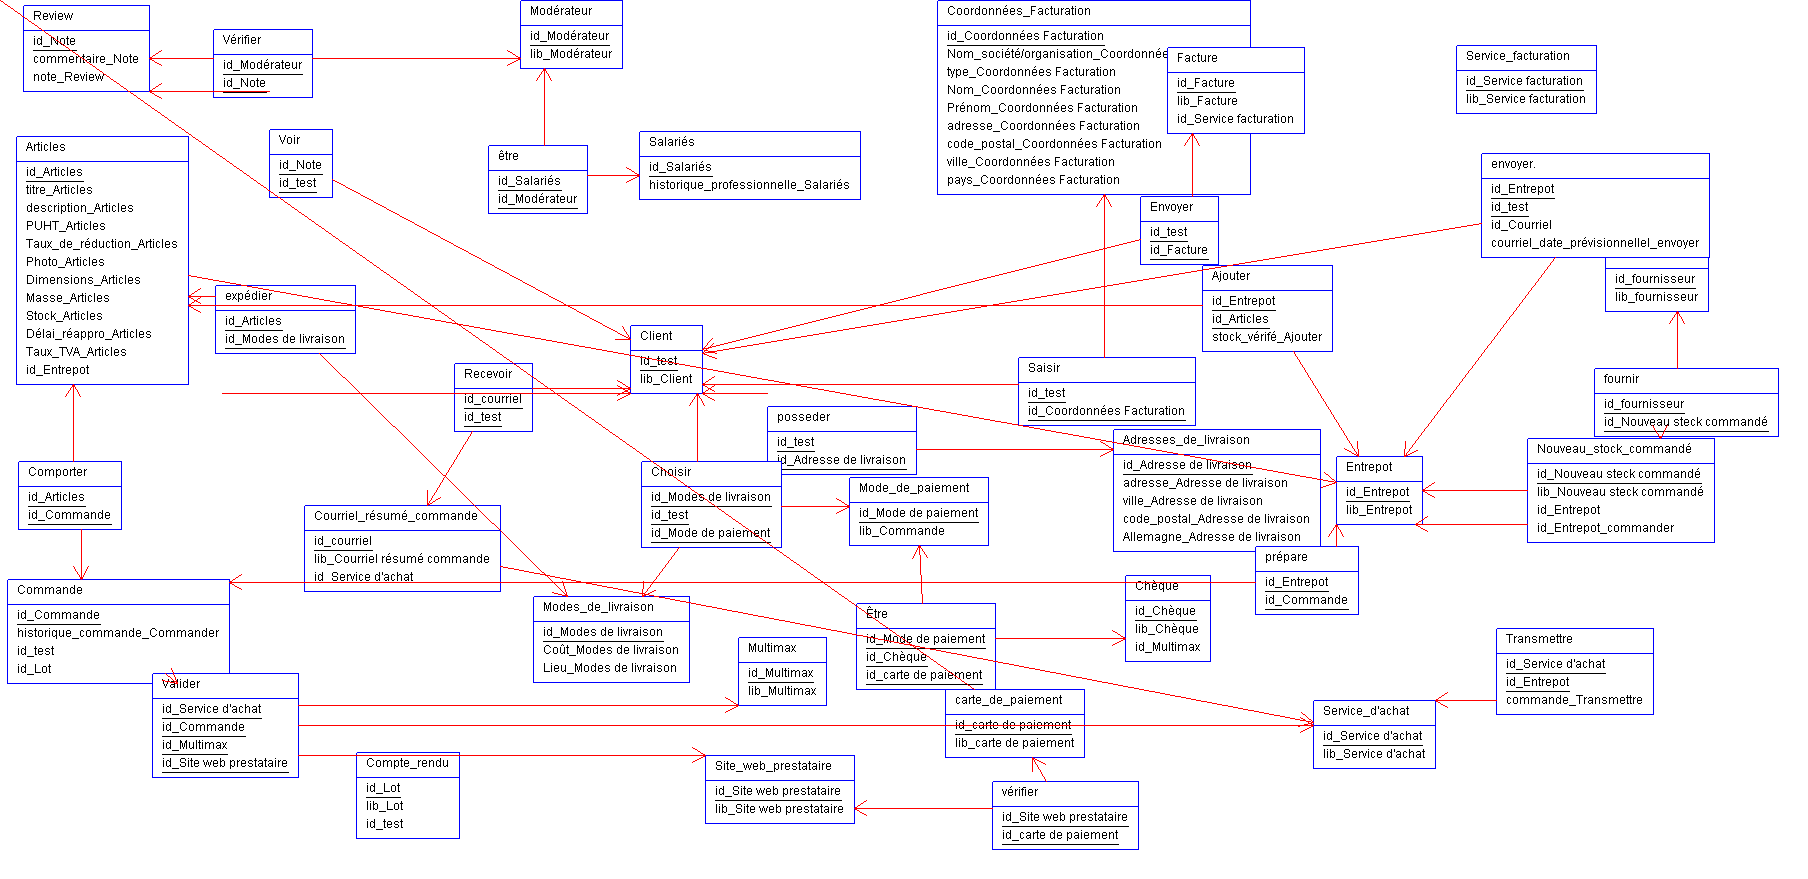 Review
id_Note
commentaire_Note
note_Review
Vérifier
id_Modérateur
id_Note
Modérateur
id_Modérateur
lib_Modérateur
Coordonnées_Facturation
id_Coordonnées Facturation
Nom_société/organisation_Coordonnée
type_Coordonnées Facturation
Nom_Coordonnées Facturation
Prénom_Coordonnées Facturation
adresse_Coordonnées Facturation
code_postal_Coordonnées Facturation
ville_Coordonnées Facturation
pays_Coordonnées Facturation
Facture
id_Facture
lib_Facture
id_Service facturation
Service_facturation
id_Service facturation
lib_Service facturation
Articles
id_Articles
titre_Articles
description_Articles
PUHT_Articles
Taux_de_réduction_Articles
Photo_Articles
Dimensions_Articles
Masse_Articles
Stock_Articles
Délai_réappro_Articles
Taux_TVA_Articles
id_Entrepot
Voir
id_Note
id_test
être
id_Salariés
id_Modérateur
Salariés
id_Salariés
historique_professionnelle_Salariés
Envoyer
id_test
id_Facture
envoyer.
id_Entrepot
id_test
id_Courriel
courriel_date_prévisionnellel_envoyer
id_fournisseur
lib_fournisseur
expédier
id_Articles
id_Modes de livraison
Ajouter
id_Entrepot
id_Articles
stock_vérifé_Ajouter
Client
id_test
lib_Client
Recevoir
id_courriel
id_test
Saisir
id_test
id_Coordonnées Facturation
fournir
id_fournisseur
id_Nouveau steck commandé
posseder
id_test
id_Adresse de livraison
Adresses_de_livraison
id_Adresse de livraison
adresse_Adresse de livraison
ville_Adresse de livraison
code_postal_Adresse de livraison
Allemagne_Adresse de livraison
Entrepot
id_Entrepot
lib_Entrepot
Nouveau_stock_commandé
id_Nouveau steck commandé
lib_Nouveau steck commandé
id_Entrepot
id_Entrepot_commander
Comporter
id_Articles
id_Commande
Choisir
id_Modes de livraison
id_test
id_Mode de paiement
Mode_de_paiement
id_Mode de paiement
lib_Commande
Courriel_résumé_commande
id_courriel
lib_Courriel résumé commande
id_Service d'achat
prépare
id_Entrepot
id_Commande
Commande
id_Commande
historique_commande_Commander
id_test
id_Lot
Modes_de_livraison
id_Modes de livraison
Coût_Modes de livraison
Lieu_Modes de livraison
Être
id_Mode de paiement
id_Chèque
id_carte de paiement
Chèque
id_Chèque
lib_Chèque
id_Multimax
Multimax
id_Multimax
lib_Multimax
Transmettre
id_Service d'achat
id_Entrepot
commande_Transmettre
Valider
id_Service d'achat
id_Commande
id_Multimax
id_Site web prestataire
carte_de_paiement
id_carte de paiement
lib_carte de paiement
Service_d'achat
id_Service d'achat
lib_Service d'achat
Compte_rendu
id_Lot
lib_Lot
id_test
Site_web_prestataire
id_Site web prestataire
lib_Site web prestataire
vérifier
id_Site web prestataire
id_carte de paiement